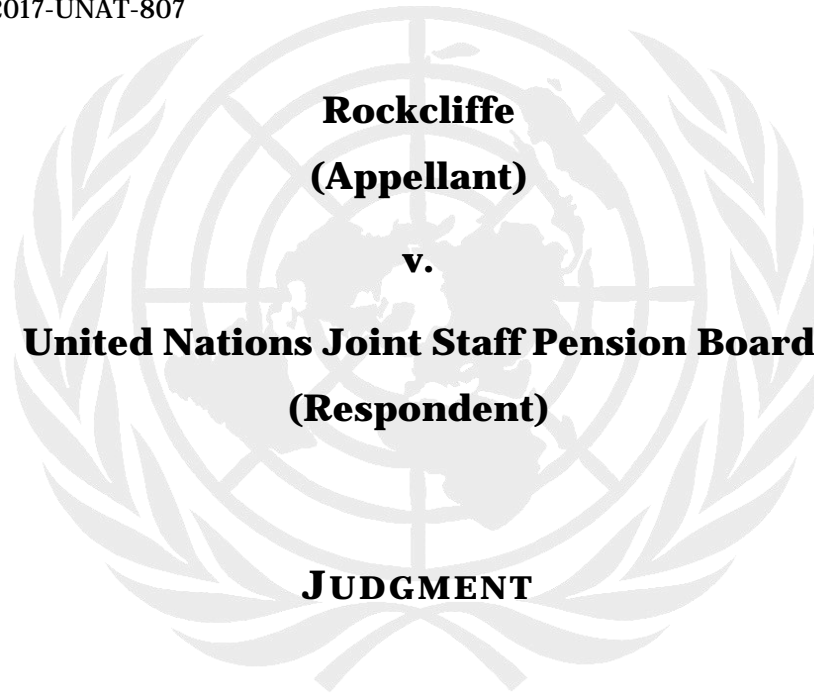 2017-UNAT-807
Rockcliffe
(Appellant)
v.
United Nations Joint Staff Pension Board
(Respondent)
JUDGMENT